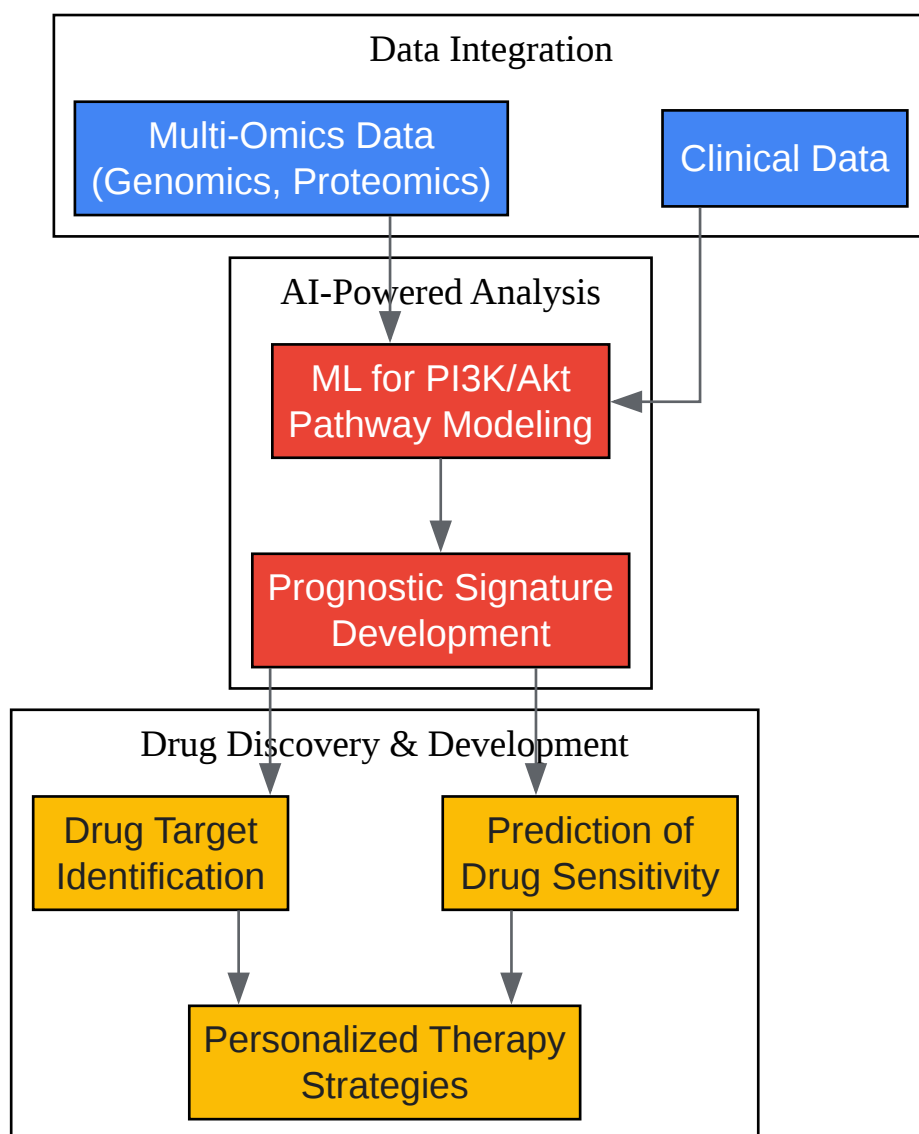 Data Integration
Multi-Omics Data
(Genomics, Proteomics)
Clinical Data
AI-Powered Analysis
ML for PI3K/Akt
Pathway Modeling
Prognostic Signature
Development
Drug Discovery & Development
Drug Target
Identification
Prediction of
Drug Sensitivity
Personalized Therapy
Strategies